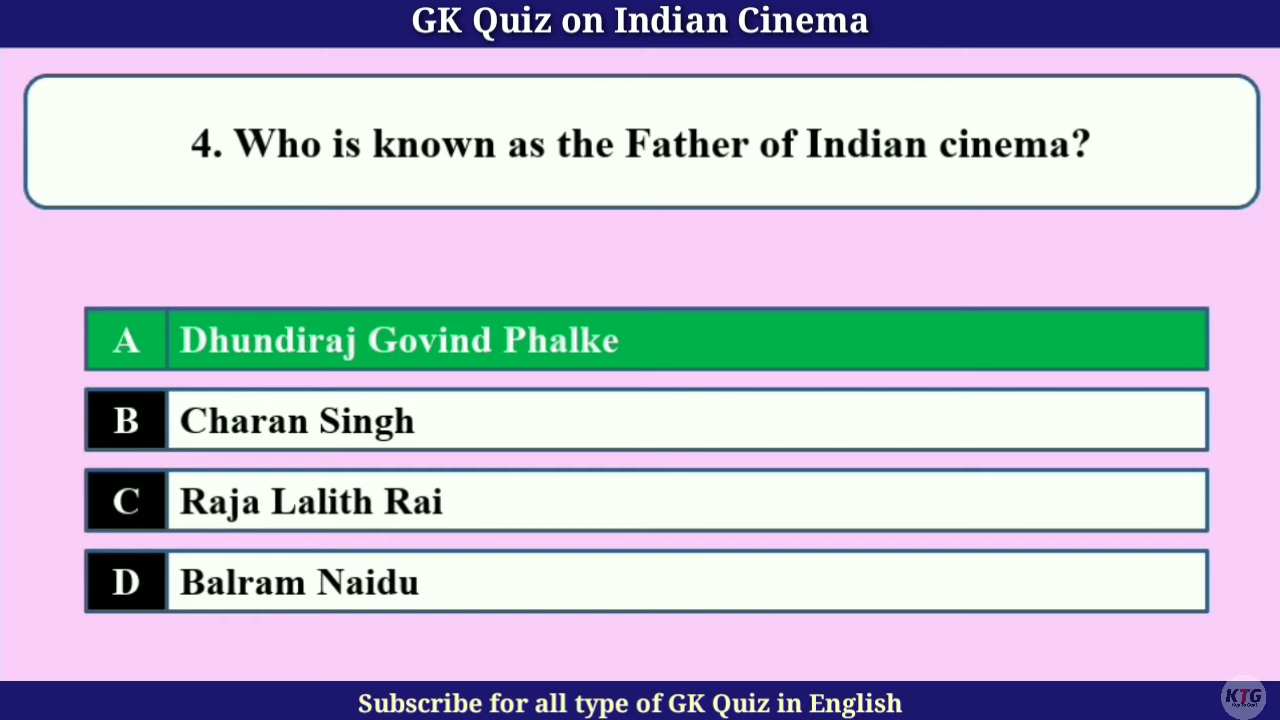 GK Quiz on Indian Cinema
4. Who is known as the Father of Indian cinema?
A Dhundiraj Govind Phalke
B Charan Singh
C Raja Lalith Rai
D Balram Naidu
Subscribe for all type of GK Quiz in English
KTG